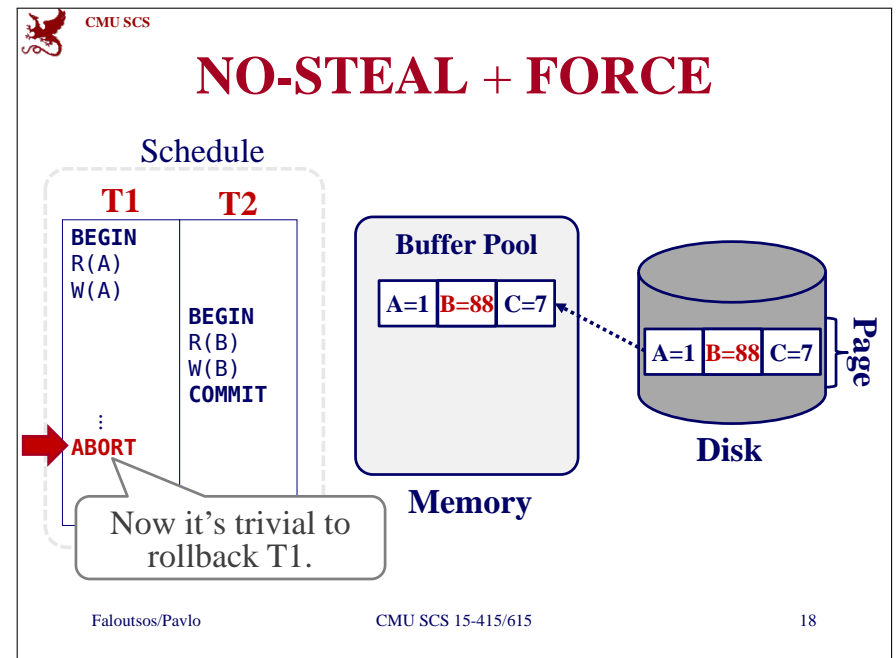 CMU SCS
NO-STEAL + FORCE
Schedule
T1 T2
BEGIN
R(A)
W(A)
BEGIN
R(B)
W(B)
COMMIT
⋮
ABORT
Now it’s trivial to
rollback T1.
Buffer Pool
A=1 B=88 C=7
Memory
A=1 B=88 C=7
Page
Disk
Faloutsos/Pavlo CMU SCS 15-415/615 18